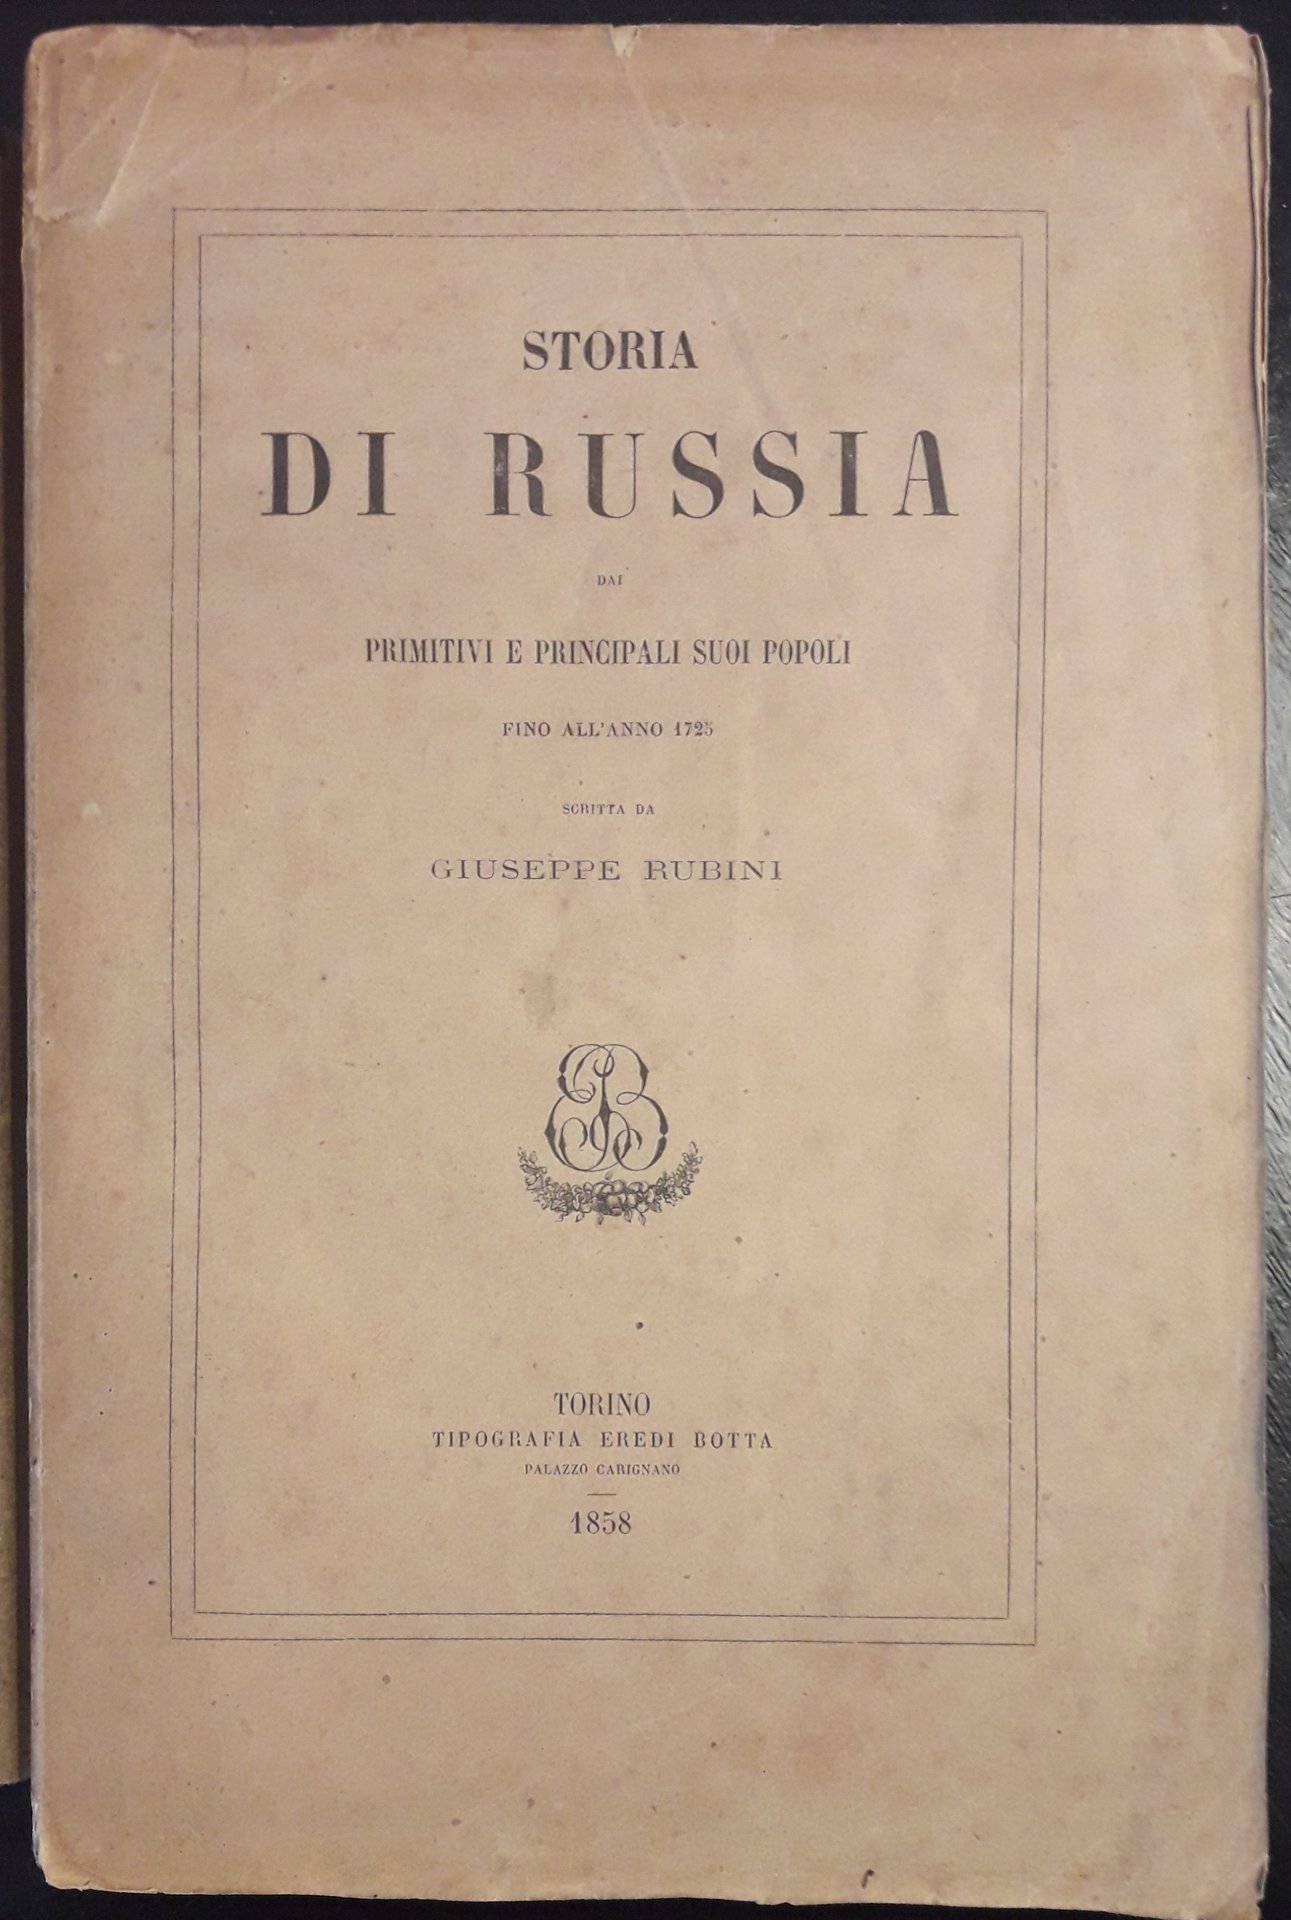 STORIA
DI RUSSIA
DAI
PRIMITIVI E PRINCIPALI SUOI POPOLI
FINO ALL'ANNO 1725
SCRITTA DA
GIUSEPPE RUBINI
EB
TORINO
TIPOGRAFIA EREDI BOTTA
PALAZZO CARIGNANO
1858